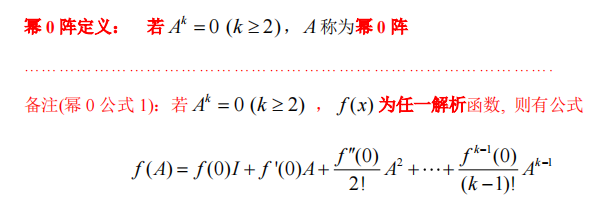 幂 0 阵定义： 若 A^k = 0 (k ≥ 2)，A 称为幂 0 阵
…………………………………………………………………………….
备注(幂 0 公式 1)：若 A^k = 0 (k ≥ 2) ，f(x) 为任一解析函数, 则有公式
f(A) = f(0)I + f'(0)A + \frac{f''(0)}{2!} A^2 + ⋯ + \frac{f^{k-1}(0)}{(k-1)!} A^{k-1}